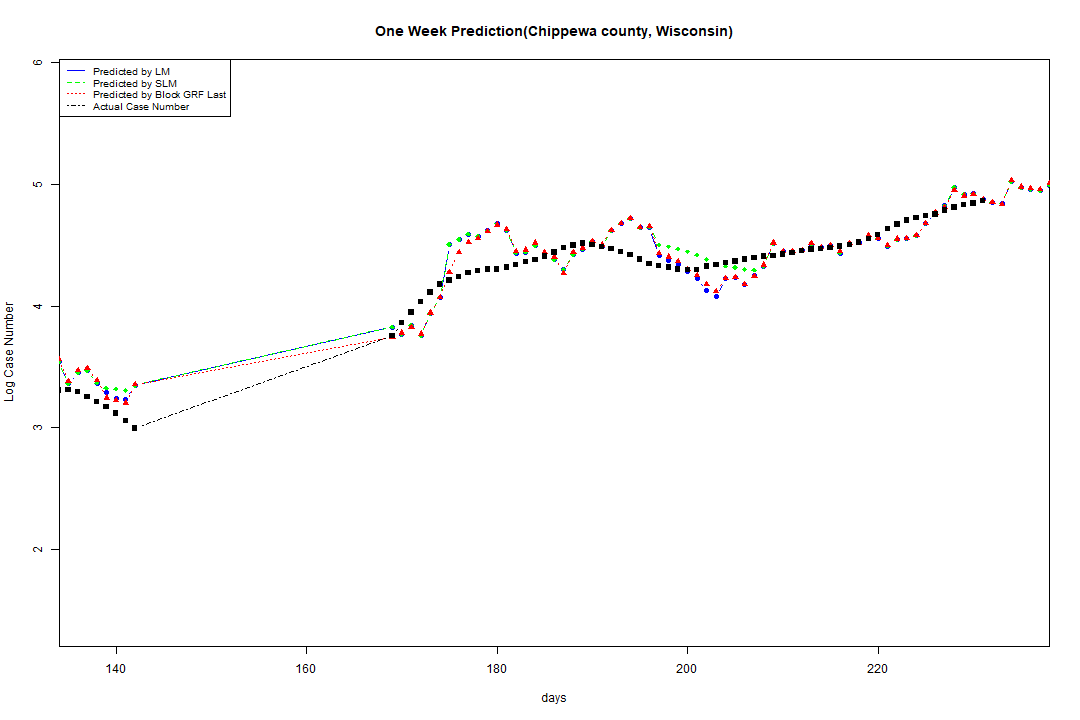 One Week Prediction(Chippewa county, Wisconsin)
Predicted by LM
Predicted by SLM
Predicted by Block GRF Last
Actual Case Number
6
5
4
3
2
Log Case Number
140 160 180 200 220
days